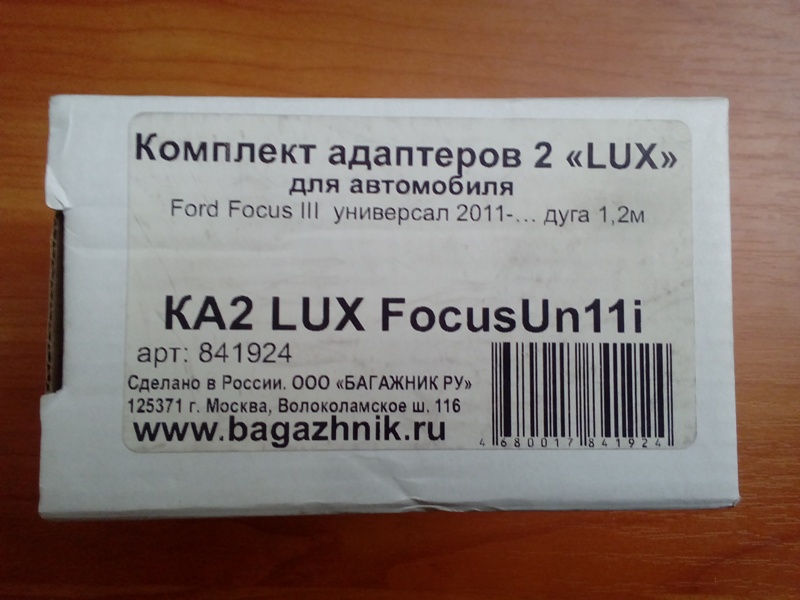 Комплект адаптеров 2 «LUX»
для автомобиля
Ford Focus III универсал 2011-... дуга 1,2м
КА2 LUX FocusUn11i
арт: 841924
Сделано в России. ООО «БАГАЖНИК РУ»
125371 г. Москва, Волоколамское ш. 116
www.bagazhnik.ru
4 680017 841924